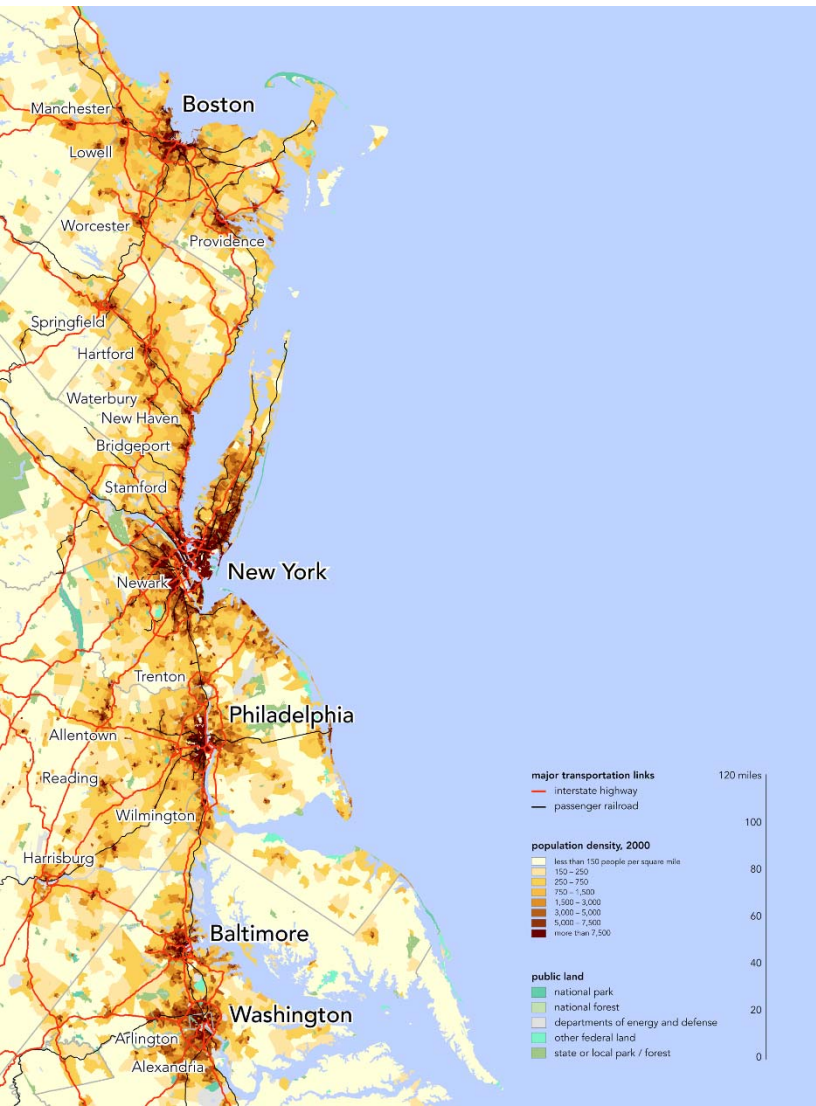 Boston
Manchester
Lowell
Worcester
Providence
Springfield
Hartford
Waterbury
New Haven
Bridgeport
Stamford
New York
Newark
Trenton
Philadelphia
Allentown
Reading
Wilmington
Harrisburg
Baltimore
Washington
Arlington
Alexandria
major transportation links
interstate highway
passenger railroad
population density, 2000
less than 150 people per square mile
150 – 250
250 – 750
750 – 1,500
1,500 – 3,000
3,000 – 5,000
5,000 – 7,500
more than 7,500
public land
national park
national forest
departments of energy and defense
other federal land
state or local park / forest
120 miles
100
80
60
40
20
0